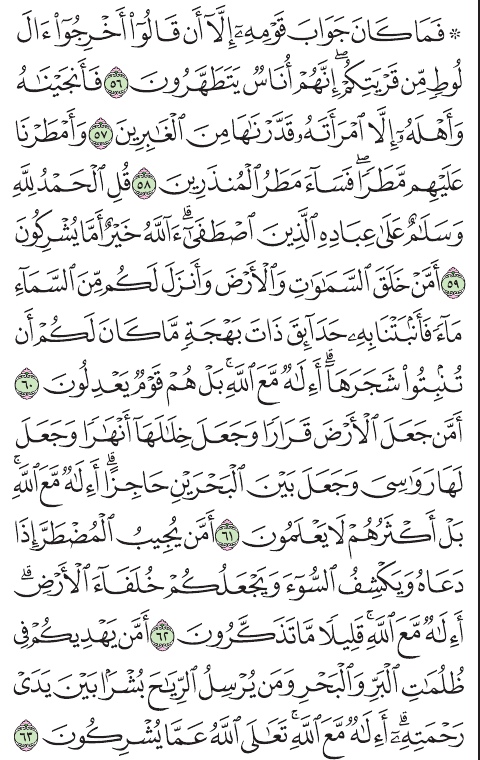 ۞ فَمَا كَانَ جَوَابَ قَوْمِهِۦٓ إِلَّآ أَن قَالُوٓا۟ أَخْرِجُوٓا۟ ءَالَ
لُوطٍ مِّن قَرْيَتِكُمْ ۖ إِنَّهُمْ أُنَاسٌ يَتَطَهَّرُونَ ٥٦ فَأَنجَيْنَٰهُ
وَأَهْلَهُۥٓ إِلَّا ٱمْرَأَتَهُۥ قَدَّرْنَٰهَا مِنَ ٱلْغَٰبِرِينَ ٥٧ وَأَمْطَرْنَا
عَلَيْهِم مَّطَرًا ۖ فَسَآءَ مَطَرُ ٱلْمُنذَرِينَ ٥٨ قُلِ ٱلْحَمْدُ لِلَّهِ
وَسَلَٰمٌ عَلَىٰ عِبَادِهِ ٱلَّذِينَ ٱصْطَفَىٰٓ ۗ ءَآللَّهُ خَيْرٌ أَمَّا يُشْرِكُونَ
٥٩ أَمَّنْ خَلَقَ ٱلسَّمَٰوَٰتِ وَٱلْأَرْضَ وَأَنزَلَ لَكُم مِّنَ ٱلسَّمَآءِ
مَآءً فَأَنۢبَتْنَا بِهِۦ حَدَآئِقَ ذَاتَ بَهْجَةٍ مَّا كَانَ لَكُمْ أَن
تُنۢبِتُوا۟ شَجَرَهَآ ۗ أَءِلَٰهٌ مَّعَ ٱللَّهِ ۚ بَلْ هُمْ قَوْمٌ يَعْدِلُونَ ٦٠
أَمَّن جَعَلَ ٱلْأَرْضَ قَرَارًا وَجَعَلَ خِلَٰلَهَآ أَنْهَٰرًا وَجَعَلَ
لَهَا رَوَٰسِىَ وَجَعَلَ بَيْنَ ٱلْبَحْرَيْنِ حَاجِزًا ۗ أَءِلَٰهٌ مَّعَ ٱللَّهِ ۚ
بَلْ أَكْثَرُهُمْ لَا يَعْلَمُونَ ٦١ أَمَّن يُجِيبُ ٱلْمُضْطَرَّ إِذَا
دَعَاهُ وَيَكْشِفُ ٱلسُّوٓءَ وَيَجْعَلُكُمْ خُلَفَآءَ ٱلْأَرْضِ ۗ
أَءِلَٰهٌ مَّعَ ٱللَّهِ ۚ قَلِيلًا مَّا تَذَكَّرُونَ ٦٢ أَمَّن يَهْدِيكُمْ فِى
ظُلُمَٰتِ ٱلْبَرِّ وَٱلْبَحْرِ وَمَن يُرْسِلُ ٱلرِّيَٰحَ بُشْرًۢا بَيْنَ يَدَىْ
رَحْمَتِهِۦٓ ۗ أَءِلَٰهٌ مَّعَ ٱللَّهِ ۚ تَعَٰلَى ٱللَّهُ عَمَّا يُشْرِكُونَ ٦٣